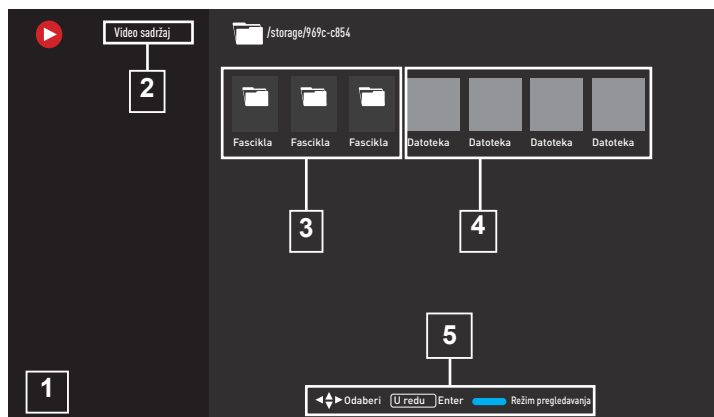 Video sadržaj
/storage/969c-c854
2
Fascikla Fascikla Fascikla Datoteka Datoteka Datoteka Datoteka
3 4
5
1
Odaberi U redu Enter Režim pregledavanja